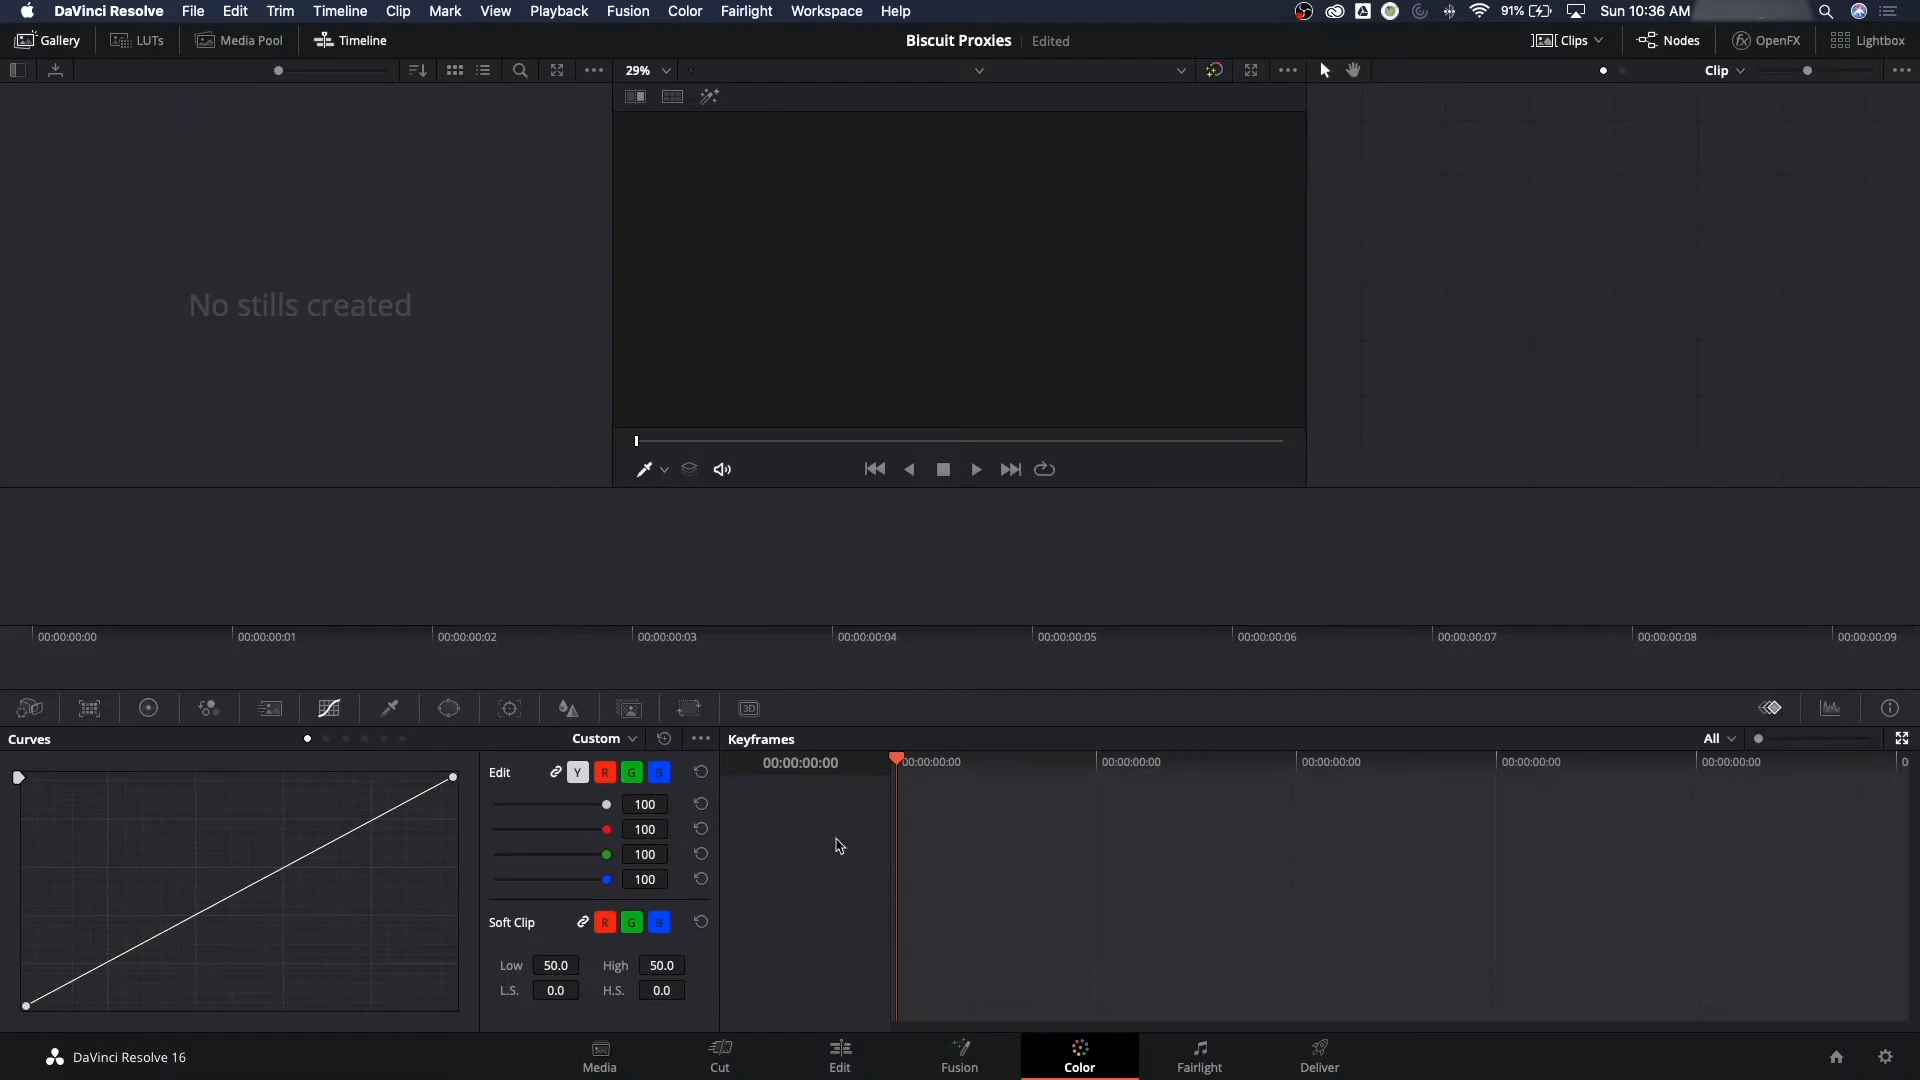 DaVinci Resolve File Edit Trim Timeline Clip Mark View Playback Fusion Color Fairlight Workspace Help 91% Sun 10:36 AM
Gallery LUTs Media Pool Timeline Biscuit Proxies Edited Clips Nodes OpenFX Lightbox
29% Clip
No stills created
00:00:00:00 00:00:00:01 00:00:00:02 00:00:00:03 00:00:00:04 00:00:00:05 00:00:00:06 00:00:00:07 00:00:00:08 00:00:00:09
3D
Curves Custom Keyframes All
00:00:00:00 00:00:00:00 00:00:00:00 00:00:00:00 00:00:00:00 00:00:00:00 0
Edit Y R G B
100
100
100
100
Soft Clip R G B
Low 50.0 High 50.0
L.S. 0.0 H.S. 0.0
DaVinci Resolve 16 Media Cut Edit Fusion Color Fairlight Deliver